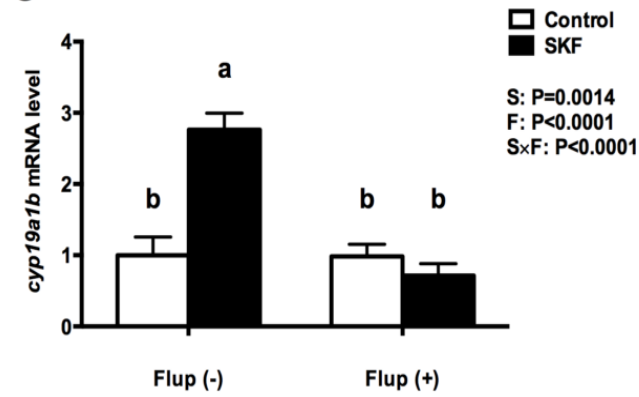 Control
SKF
S: P=0.0014
F: P<0.0001
S×F: P<0.0001
cyp19a1b mRNA level
4
3
2
1
0
a
b
b
b
Flup (-)
Flup (+)